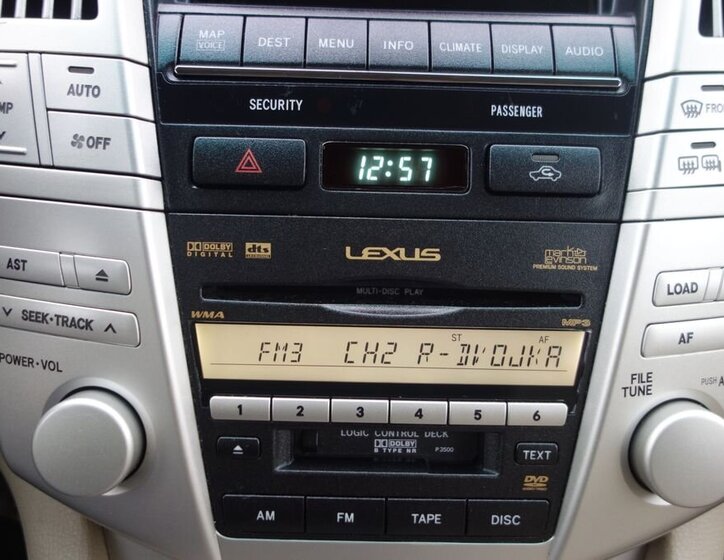 MAP VOICE DEST MENU INFO CLIMATE DISPLAY AUDIO
AUTO
SECURITY PASSENGER
OFF
12:57
DOLBY DIGITAL dts LEXUS mark levinson PREMIUM SOUND SYSTEM
AST
LOAD
MULTI-DISC PLAY
WMA MP3
SEEK·TRACK
AF
ST AF
FM3 CH2 R-DVOJKA
POWER·VOL
FILE TUNE
PUSH
1 2 3 4 5 6
LOGIC CONTROL DECK
DOLBY B TYPE NR P3500
TEXT
DVD
AM FM TAPE DISC